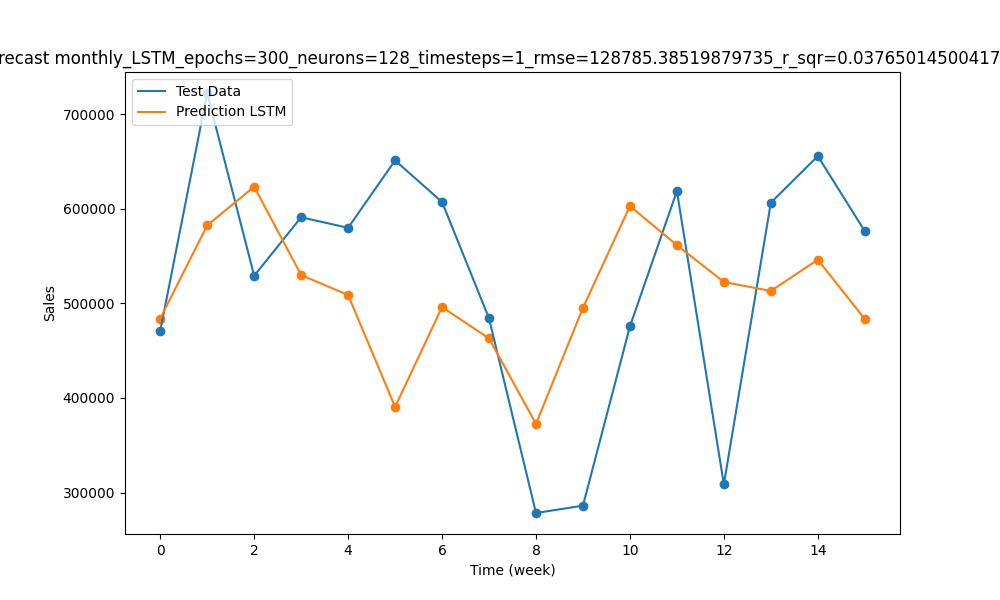 recast monthly_LSTM_epochs=300_neurons=128_timesteps=1_rmse=128785.38519879735_r_sqr=0.03765014500417
Test Data
Prediction LSTM
700000
600000
500000
400000
300000
Sales
0 2 4 6 8 10 12 14
Time (week)